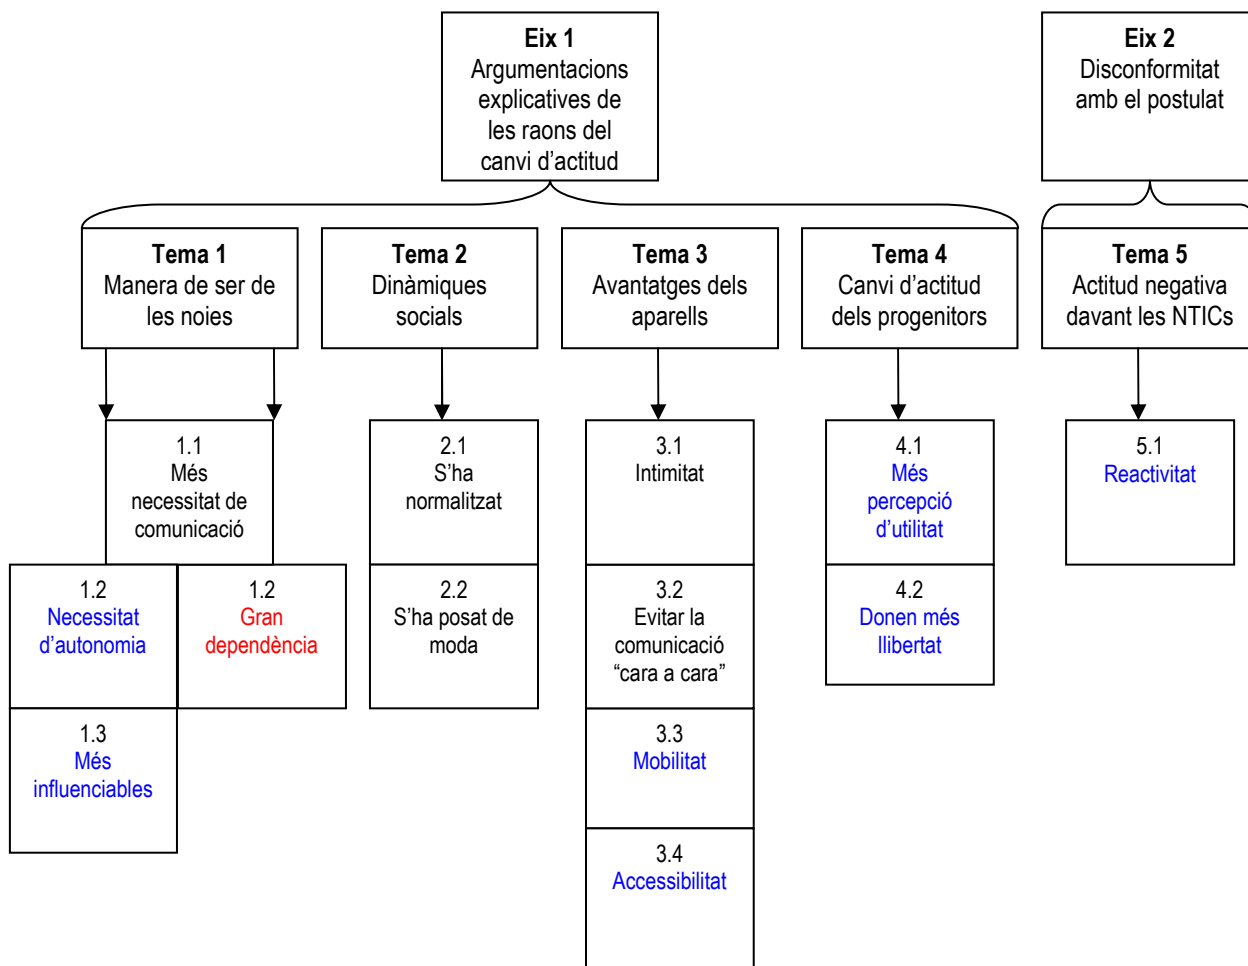 Eix 1
Argumentacions
explicatives de
les raons del
canvi d’actitud
Eix 2
Disconformitat
amb el postulat
Tema 1
Manera de ser de
les noies
Tema 2
Dinàmiques
socials
Tema 3
Avantatges dels
aparells
Tema 4
Canvi d’actitud
dels progenitors
Tema 5
Actitud negativa
davant les NTICs
1.1
Més
necessitat de
comunicació
2.1
S’ha
normalitzat
3.1
Intimitat
4.1
Més
percepció
d’utilitat
5.1
Reactivitat
1.2
Necessitat
d’autonomia
1.2
Gran
dependència
2.2
S’ha posat de
moda
3.2
Evitar la
comunicació
“cara a cara”
4.2
Donen més
llibertat
1.3
Més
influenciables
3.3
Mobilitat
3.4
Accessibilitat